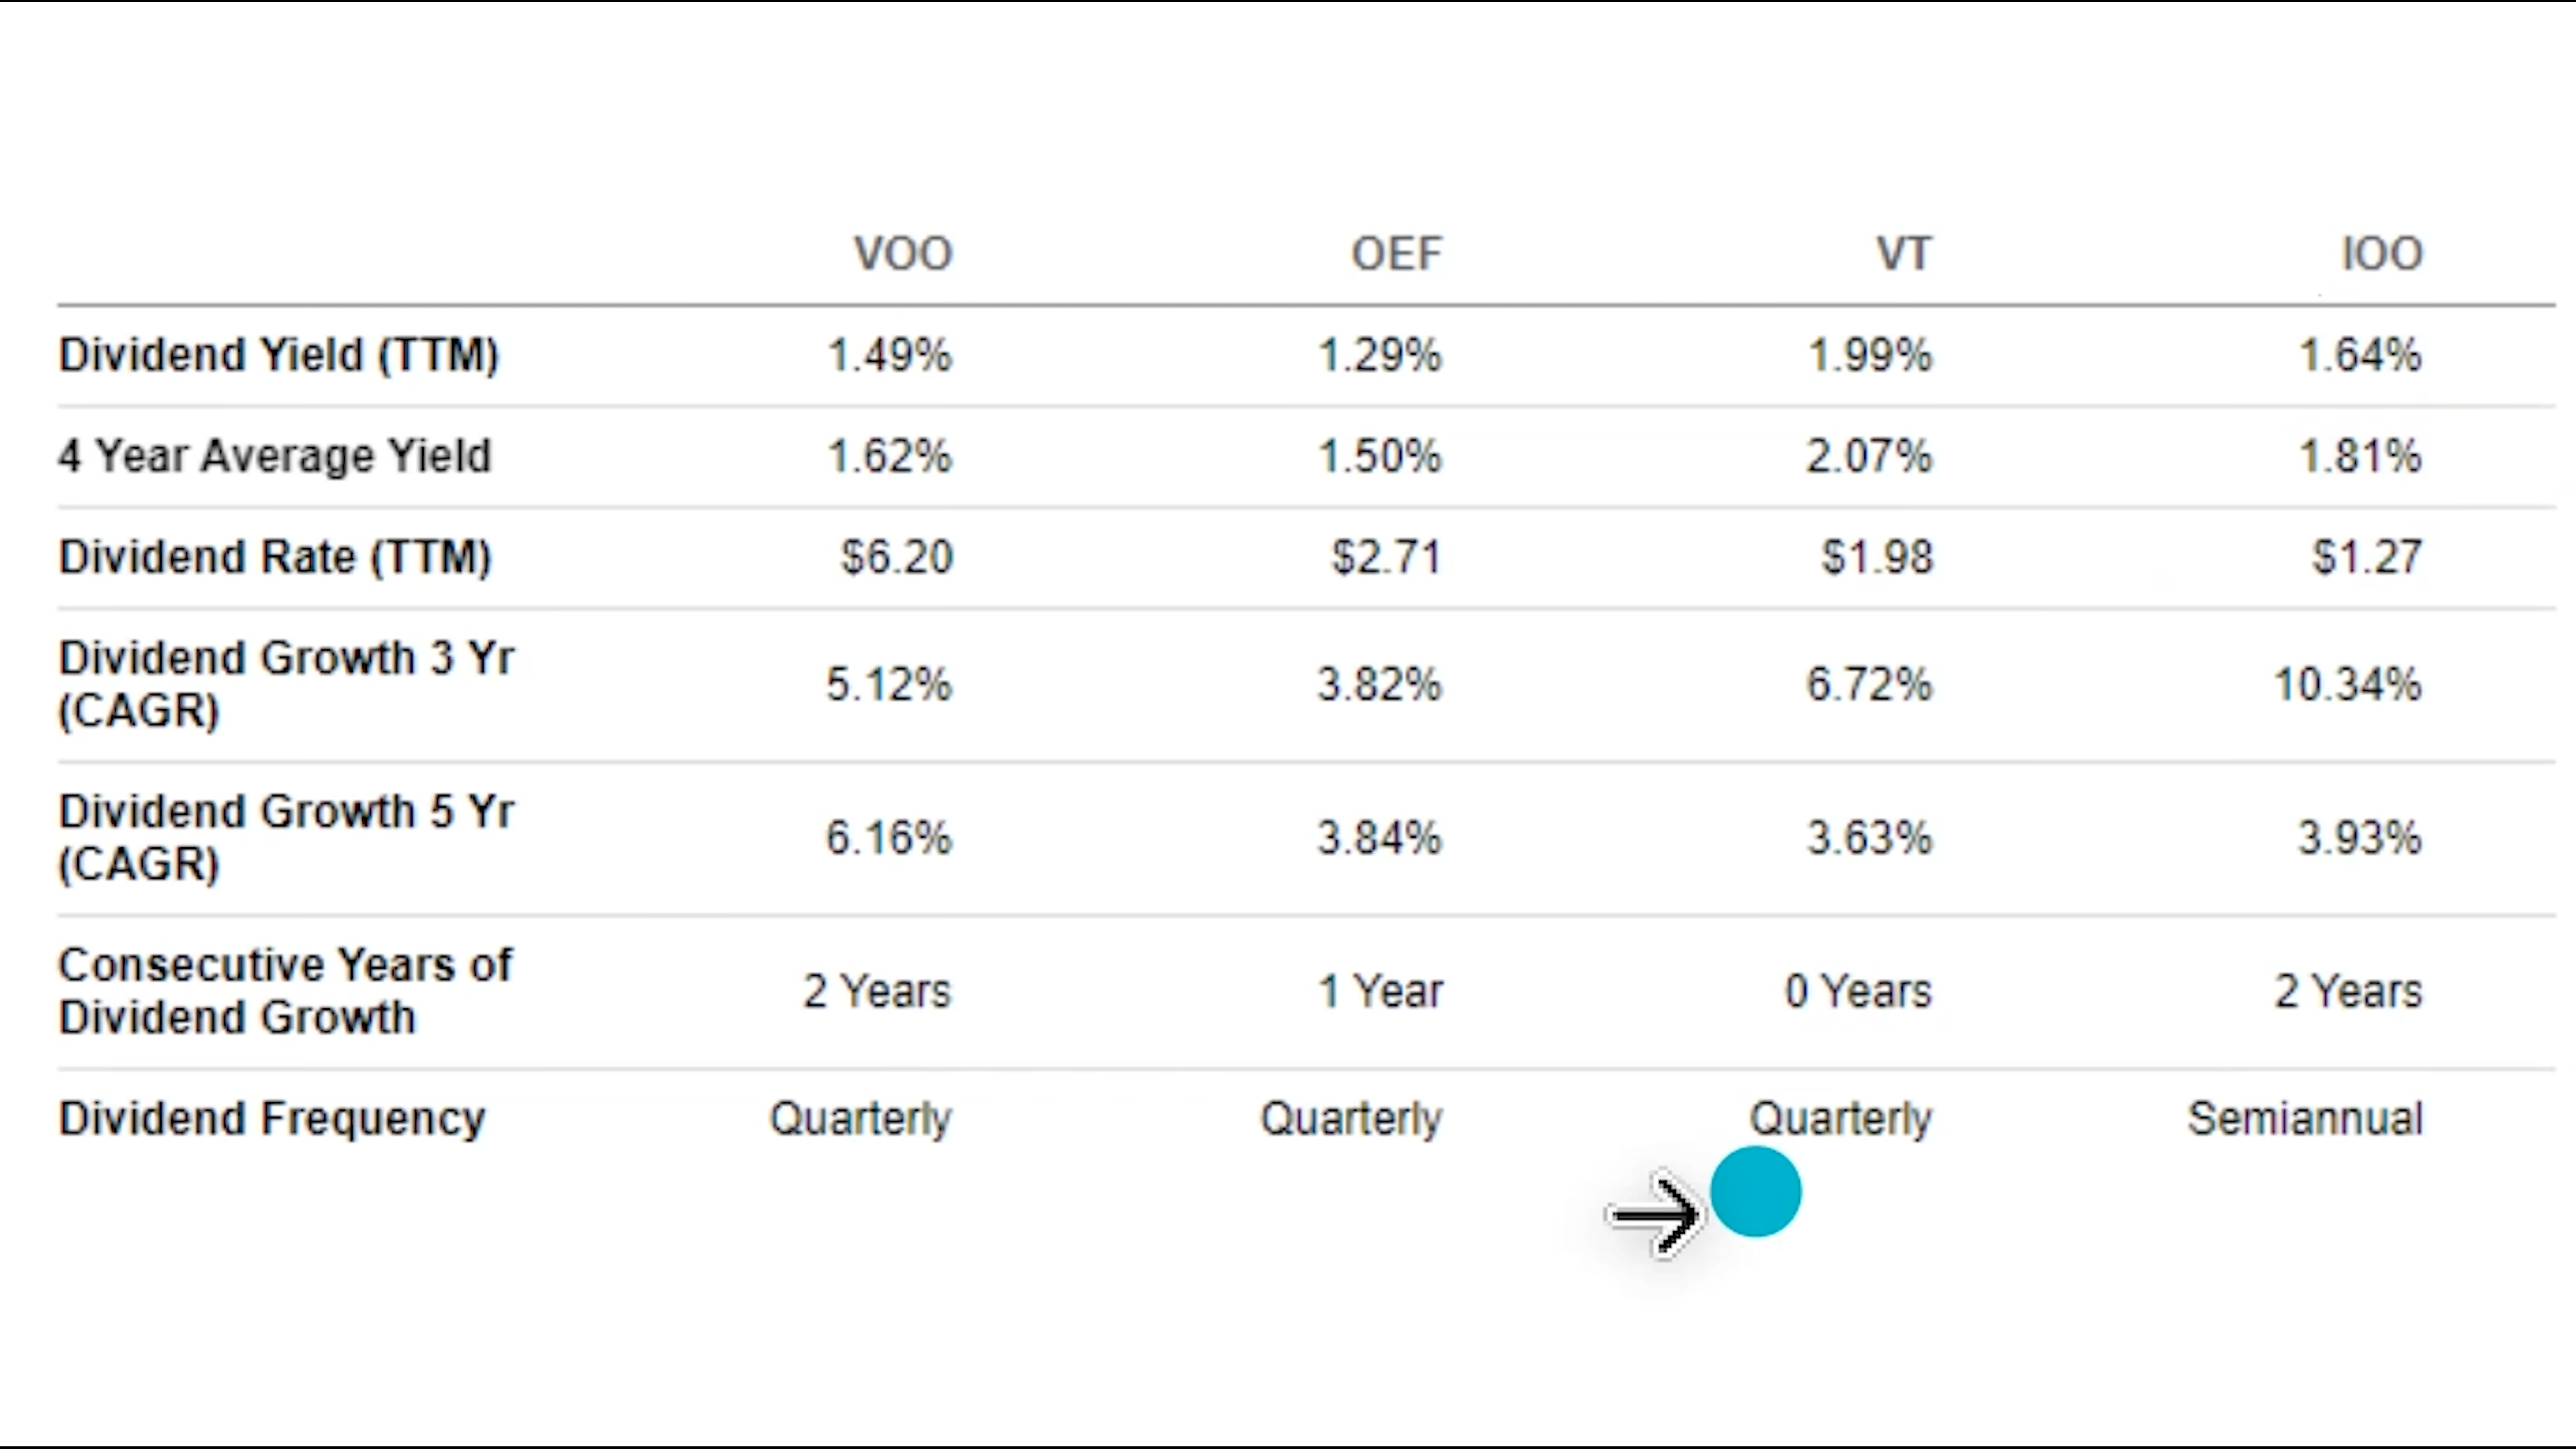 VOO OEF VT IOO
Dividend Yield (TTM) 1.49% 1.29% 1.99% 1.64%
4 Year Average Yield 1.62% 1.50% 2.07% 1.81%
Dividend Rate (TTM) $6.20 $2.71 $1.98 $1.27
Dividend Growth 3 Yr
(CAGR) 5.12% 3.82% 6.72% 10.34%
Dividend Growth 5 Yr
(CAGR) 6.16% 3.84% 3.63% 3.93%
Consecutive Years of
Dividend Growth 2 Years 1 Year 0 Years 2 Years
Dividend Frequency Quarterly Quarterly Quarterly Semiannual